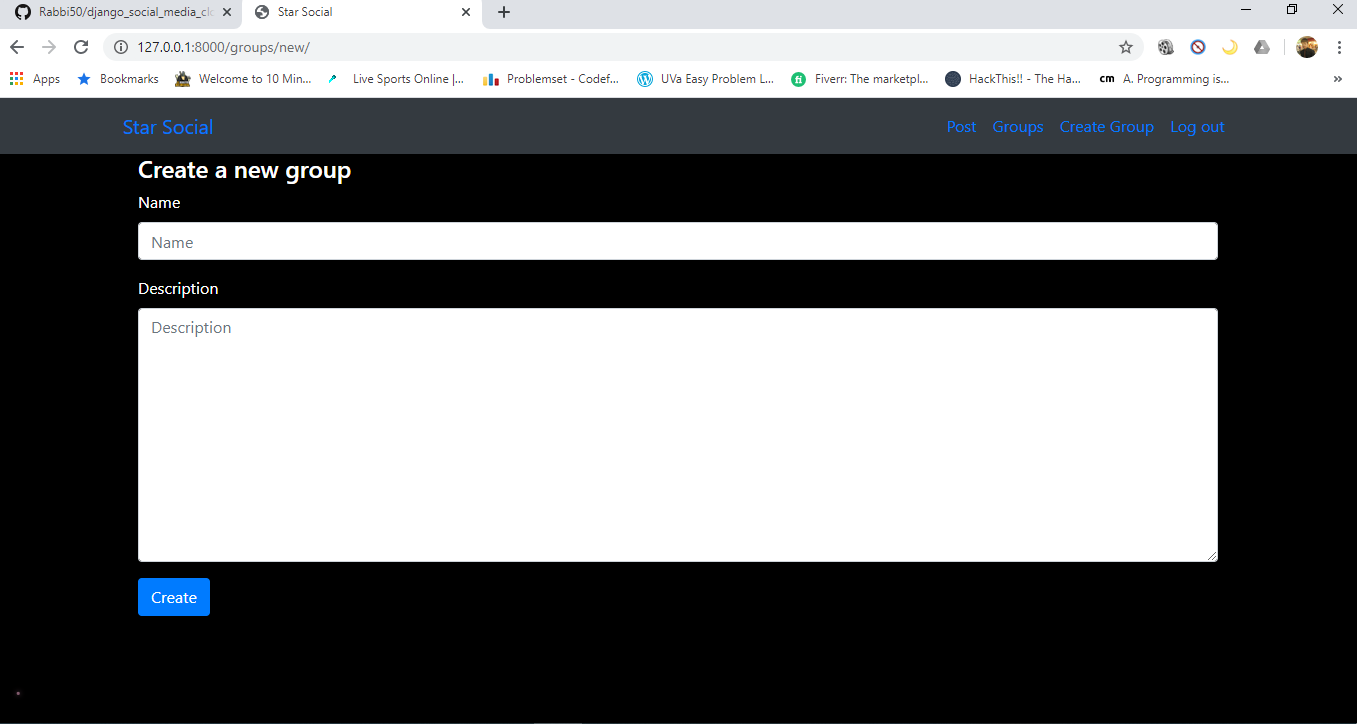 Rabbi50/django_social_media_clo
Star Social
127.0.0.1:8000/groups/new/
Apps
Bookmarks
Welcome to 10 Min...
Live Sports Online |...
Problemset - Codef...
UVa Easy Problem L...
fi
Fiverr: The marketpl...
HackThis!! - The Ha...
cm
A. Programming is...
»
Star Social
Post
Groups
Create Group
Log out
Create a new group
Name
Name
Description
Description
Create